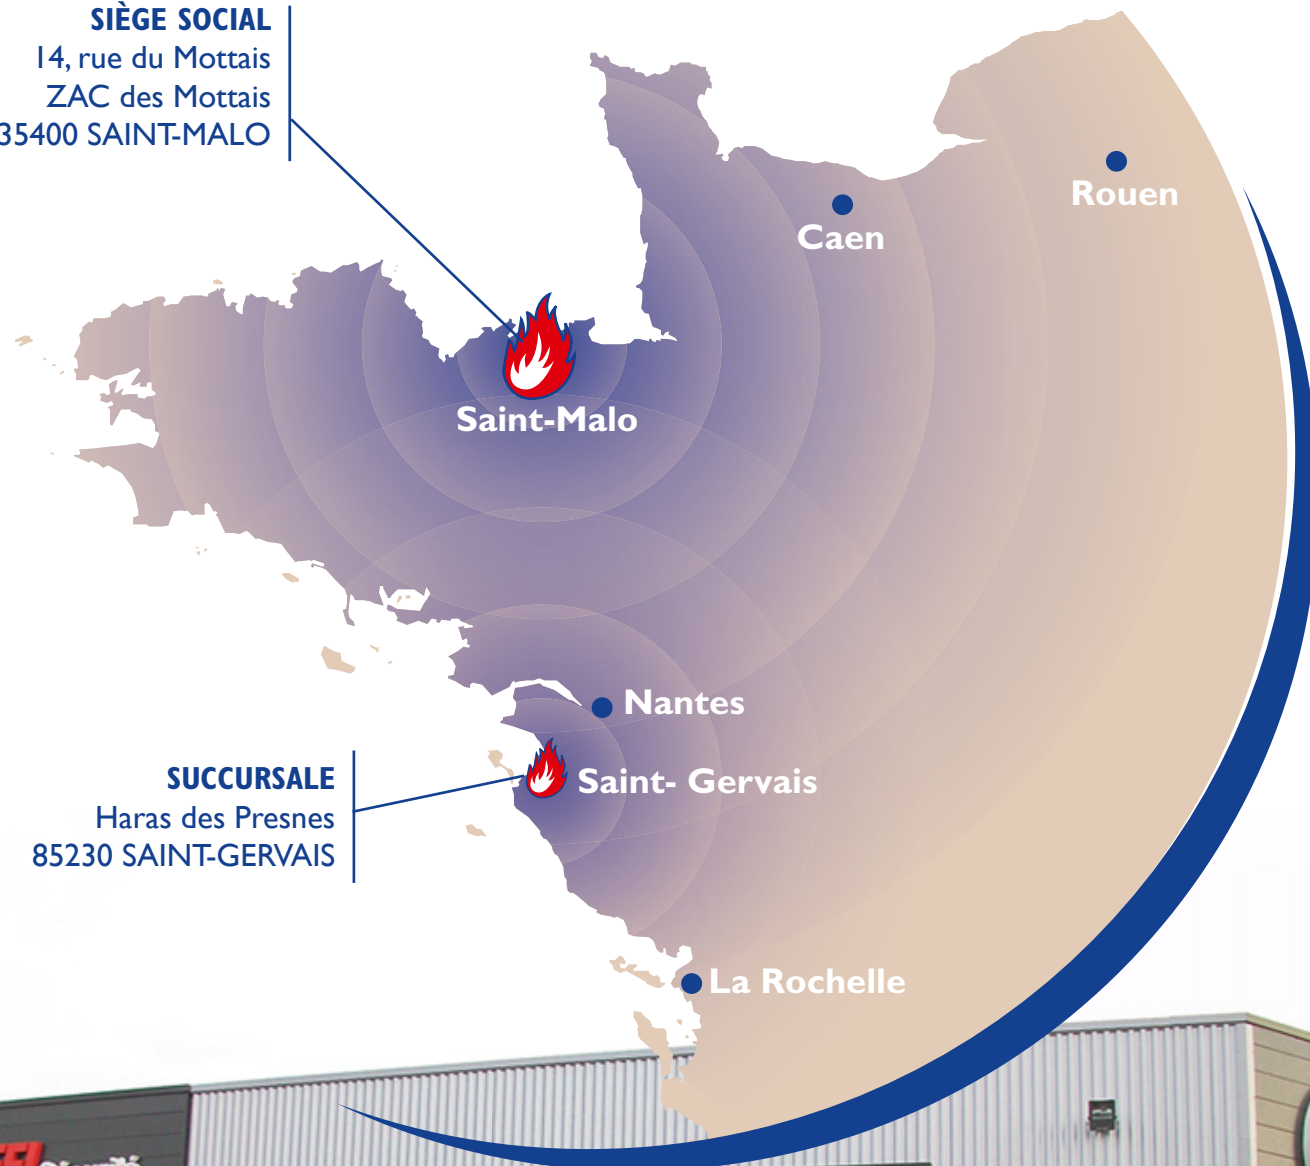 SIÈGE SOCIAL
14, rue du Mottais
ZAC des Mottais
35400 SAINT-MALO
Rouen
Caen
Saint-Malo
Nantes
Saint- Gervais
SUCCURSALE
Haras des Presnes
85230 SAINT-GERVAIS
La Rochelle